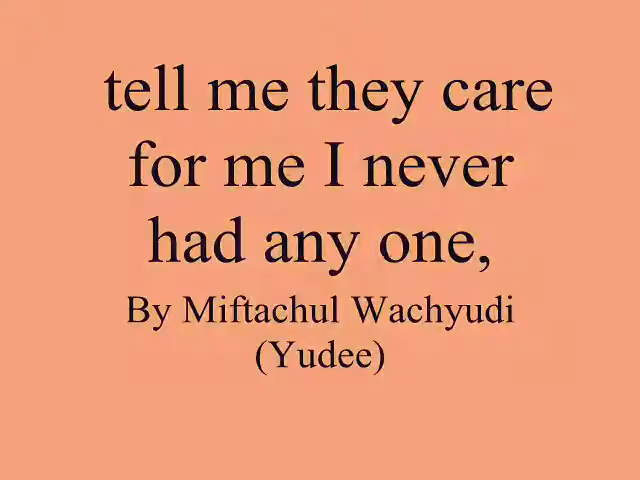 tell me they care
for me I never
had any one,
By Miftachul Wachyudi
(Yudee)